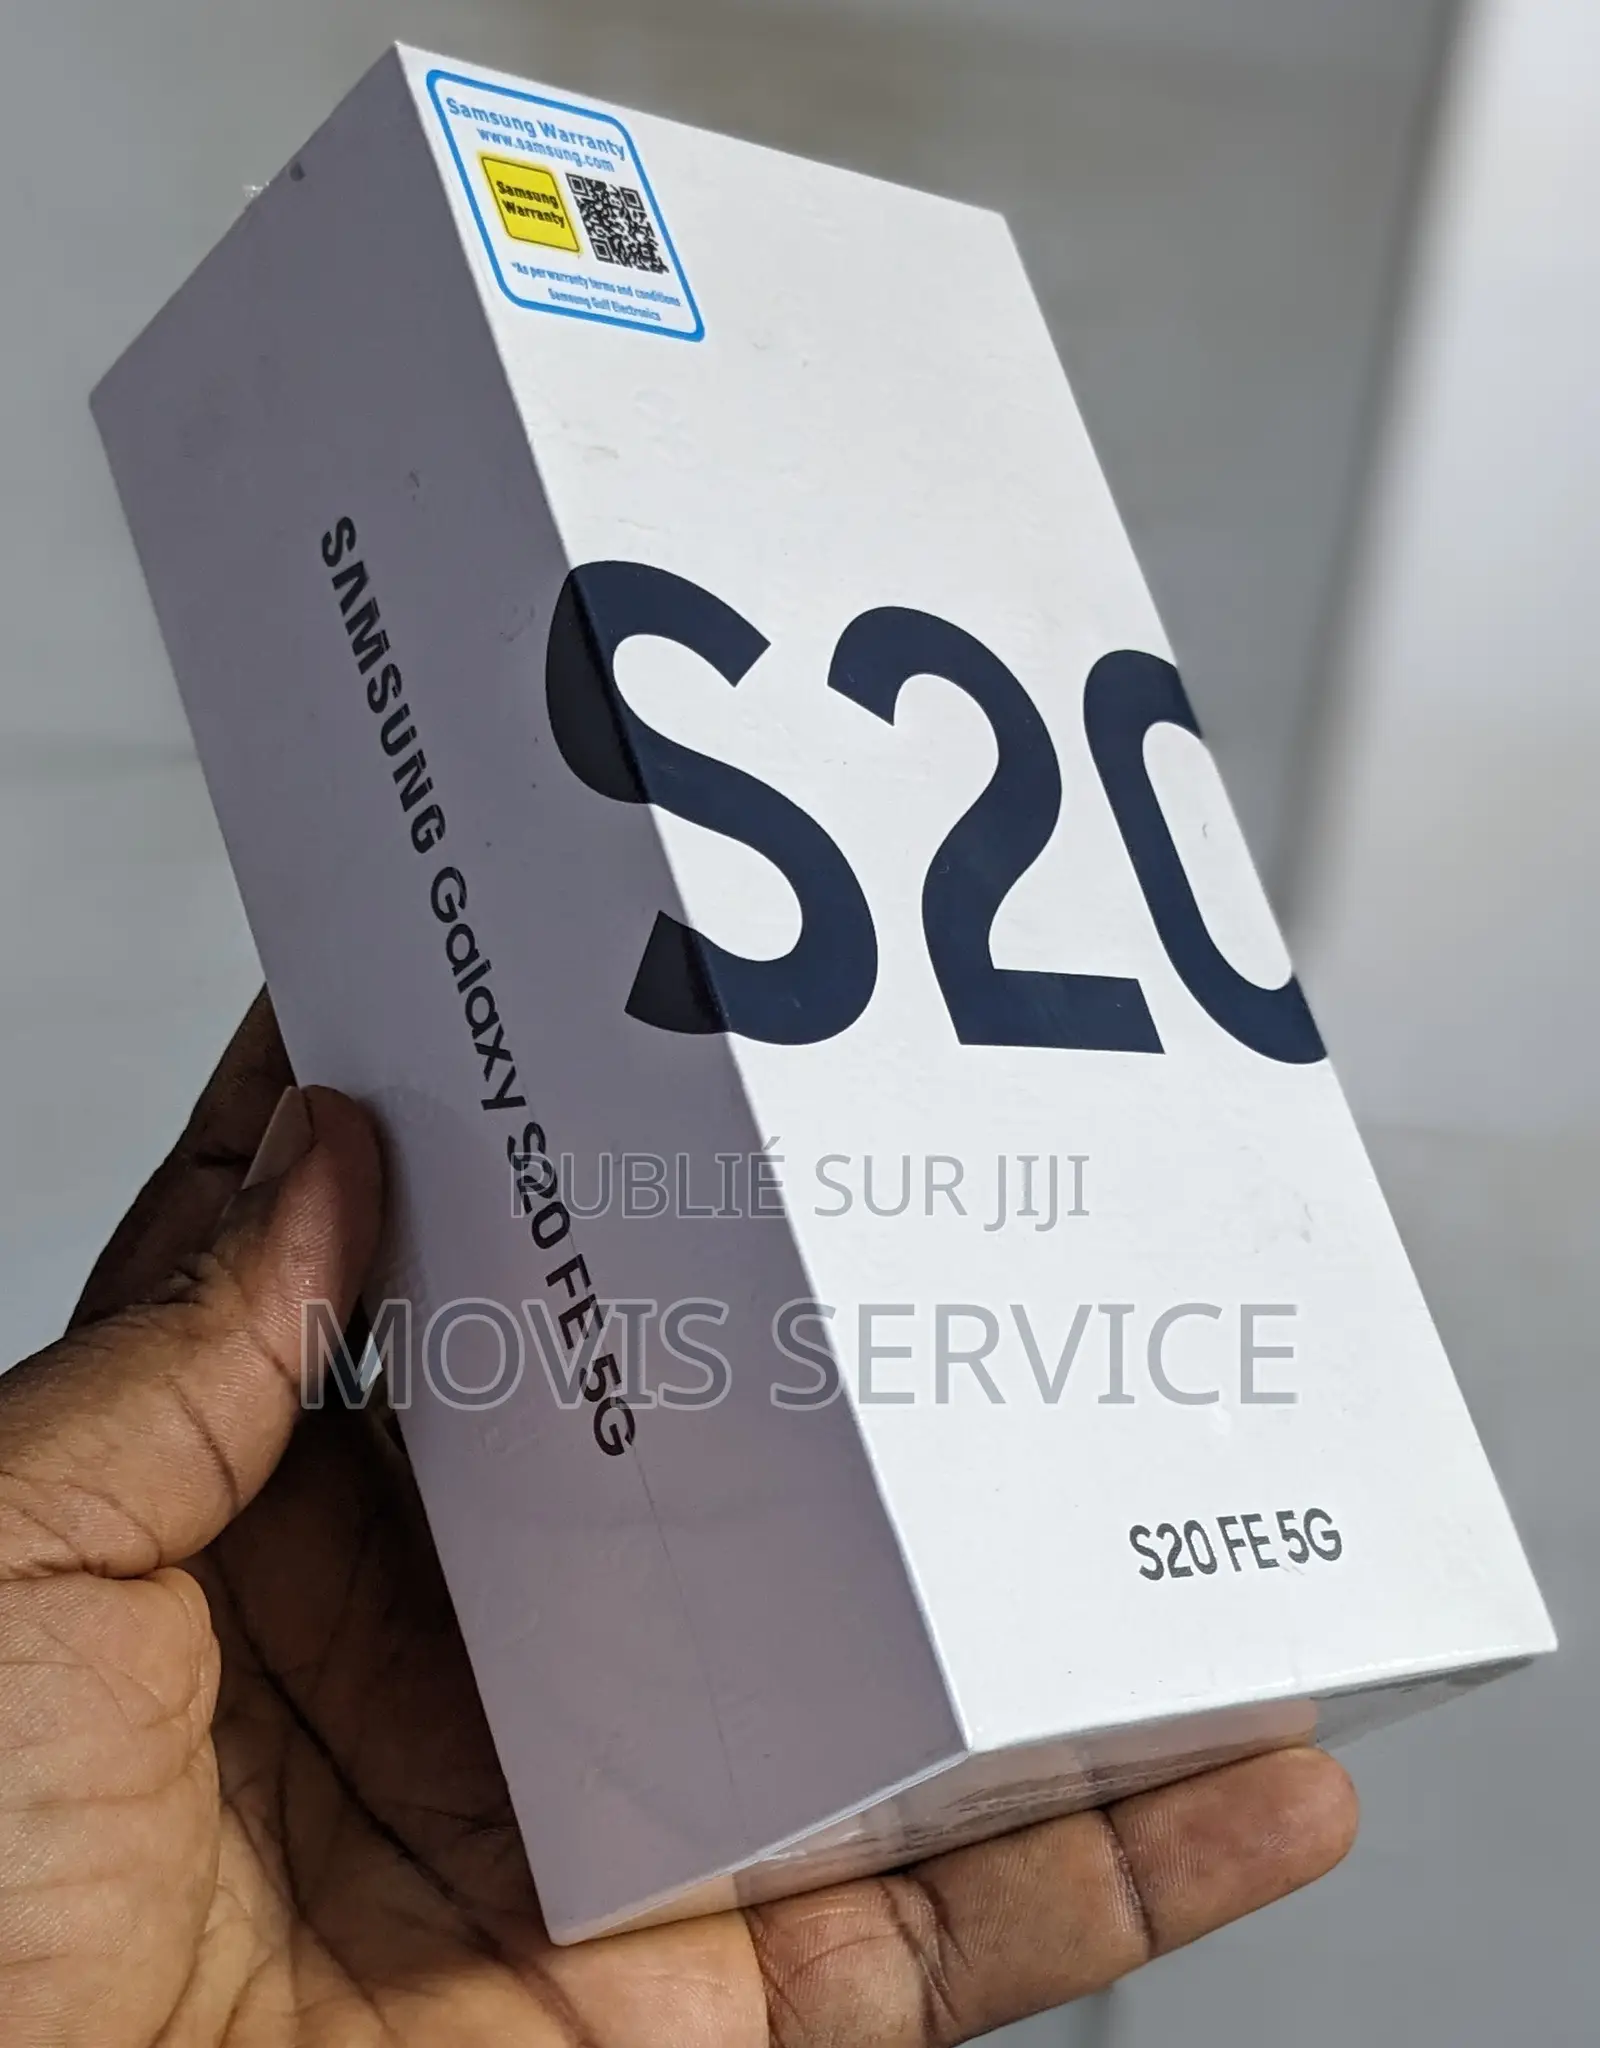 Samsung Warranty
www.samsung.com
Samsung
Warranty
*As per warranty terms and conditions
Samsung Gulf Electronics
S20
SAMSUNG Galaxy S20 FE 5G
PUBLIÉ SUR JIJI
MOVIS SERVICE
S20 FE 5G